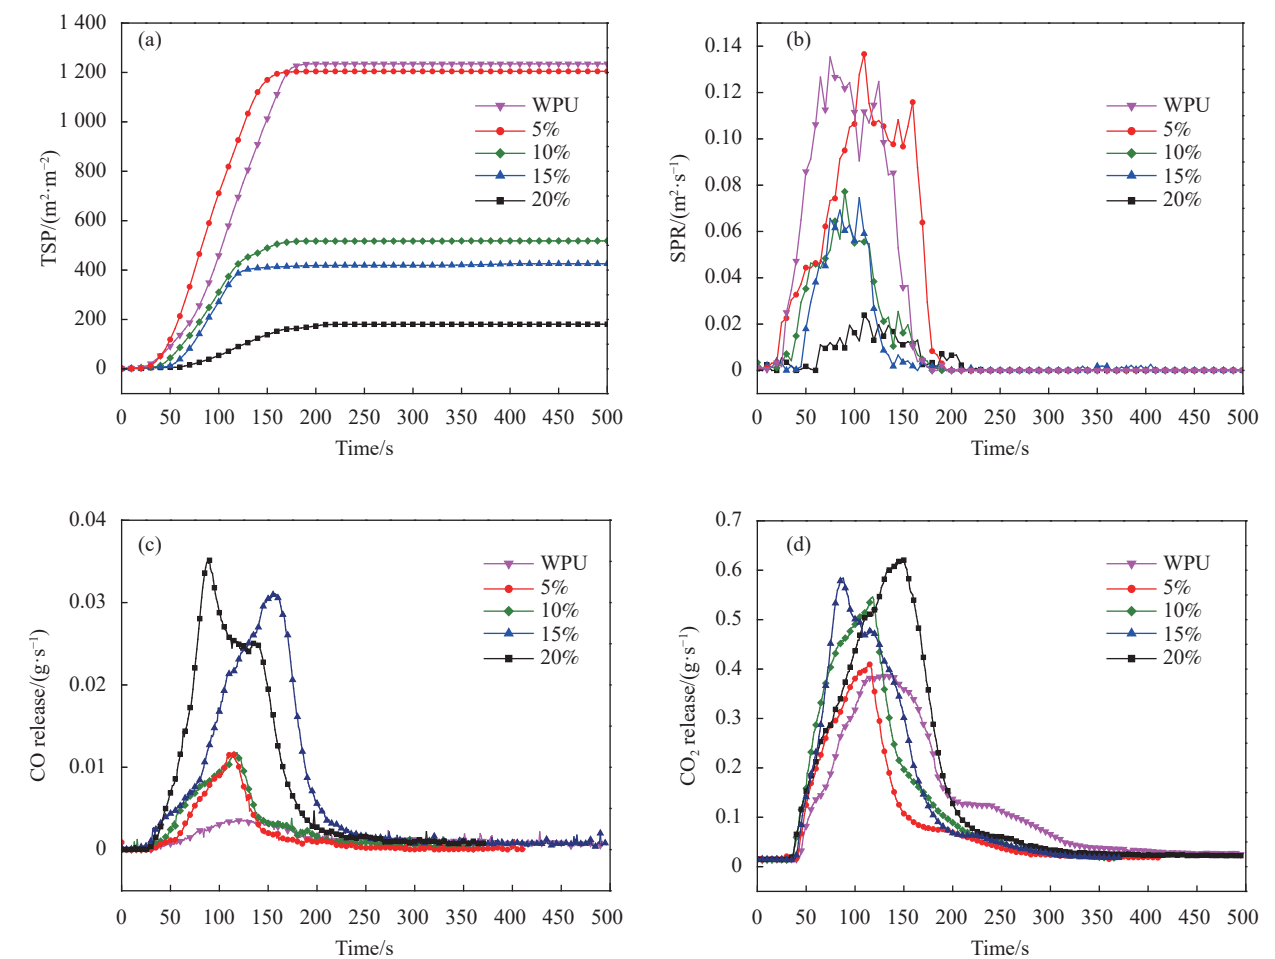 (a)
TSP/(m²·m⁻²)
1 400
1 200
1 000
800
600
400
200
0
WPU
5%
10%
15%
20%
0 50 100 150 200 250 300 350 400 450 500
Time/s
(b)
SPR/(m²·s⁻¹)
0.14
0.12
0.10
0.08
0.06
0.04
0.02
0
WPU
5%
10%
15%
20%
0 50 100 150 200 250 300 350 400 450 500
Time/s
(c)
CO release/(g·s⁻¹)
0.04
0.03
0.02
0.01
0
WPU
5%
10%
15%
20%
0 50 100 150 200 250 300 350 400 450 500
Time/s
(d)
CO₂ release/(g·s⁻¹)
0.7
0.6
0.5
0.4
0.3
0.2
0.1
0
WPU
5%
10%
15%
20%
0 50 100 150 200 250 300 350 400 450 500
Time/s